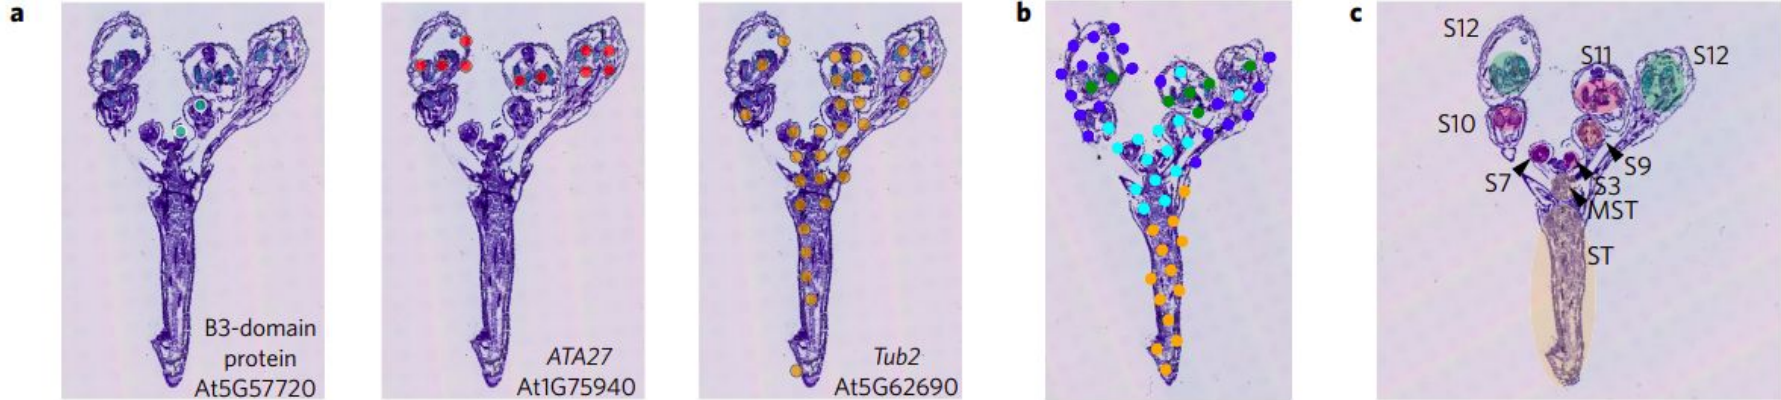 a
B3-domain
protein
At5G57720
ATA27
At1G75940
Tub2
At5G62690
b
c
S12
S11
S12
S10
S9
S7
S3
MST
ST